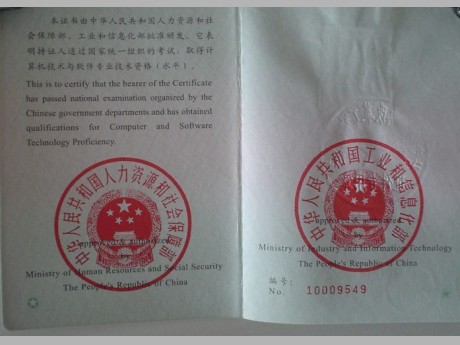 本证书由中华人民共和国人力资源和社
会保障部、工业和信息化部批准颁发。它表
明持证人通过国家统一组织的考试，取得计
算机技术与软件专业技术资格（水平）。
This is to certify that the bearer of the Certificate
has passed national examination organized by the
Chinese government departments and has obtained
qualifications for Computer and Software
Technology Proficiency.
中华人民共和国人力资源和社会保障部
approved & authorized
by
Ministry of Human Resources and Social Security
The People's Republic of China
中华人民共和国工业和信息化部
approved & authorized
by
Ministry of Industry and Information Technology
The People's Republic of China
编号:
No. 10009549